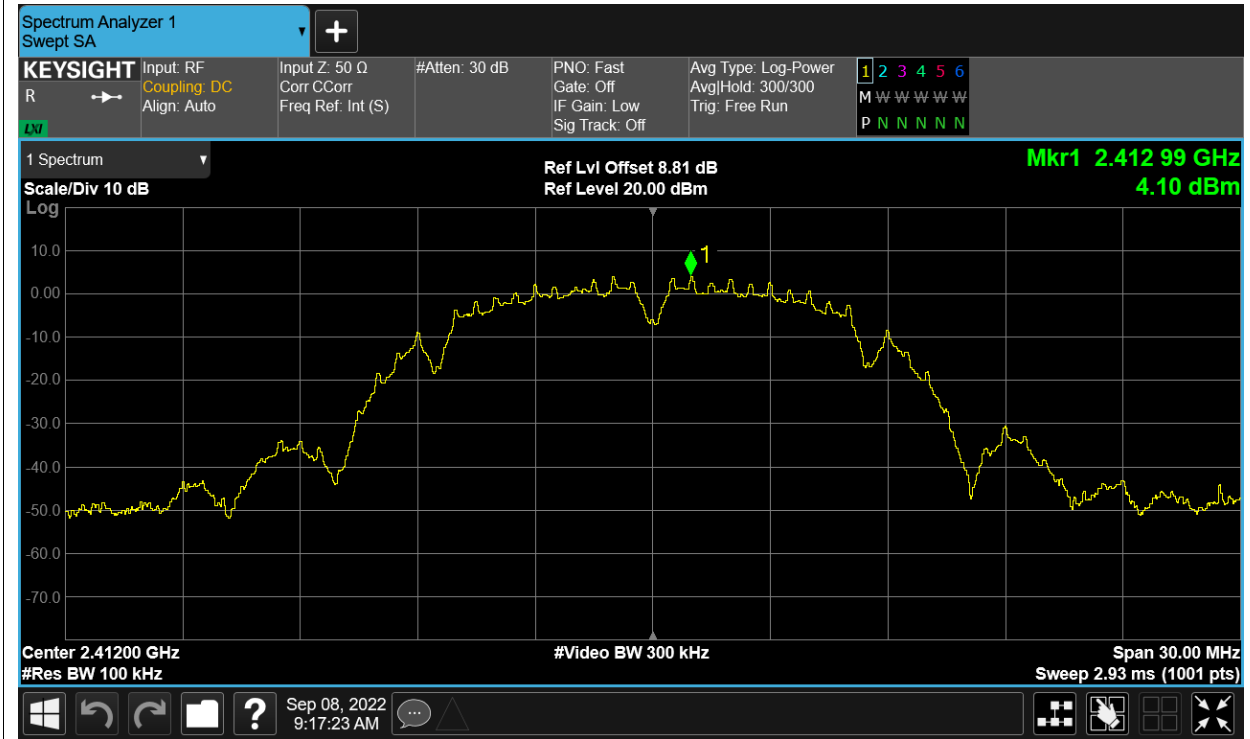 Spectrum Analyzer 1
Swept SA
+
KEYSIGHT
R
LXI
Input: RF
Coupling: DC
Align: Auto
Input Z: 50 Ω
Corr CCorr
Freq Ref: Int (S)
#Atten: 30 dB
PNO: Fast
Gate: Off
IF Gain: Low
Sig Track: Off
Avg Type: Log-Power
Avg|Hold: 300/300
Trig: Free Run
1 2 3 4 5 6
M W W W W W
P N N N N N
1 Spectrum
Scale/Div 10 dB
Ref Lvl Offset 8.81 dB
Ref Level 20.00 dBm
Mkr1 2.412 99 GHz
4.10 dBm
Log
1
10.0
0.00
-10.0
-20.0
-30.0
-40.0
-50.0
-60.0
-70.0
Center 2.41200 GHz
#Res BW 100 kHz
#Video BW 300 kHz
Span 30.00 MHz
Sweep 2.93 ms (1001 pts)
?
Sep 08, 2022
9:17:23 AM